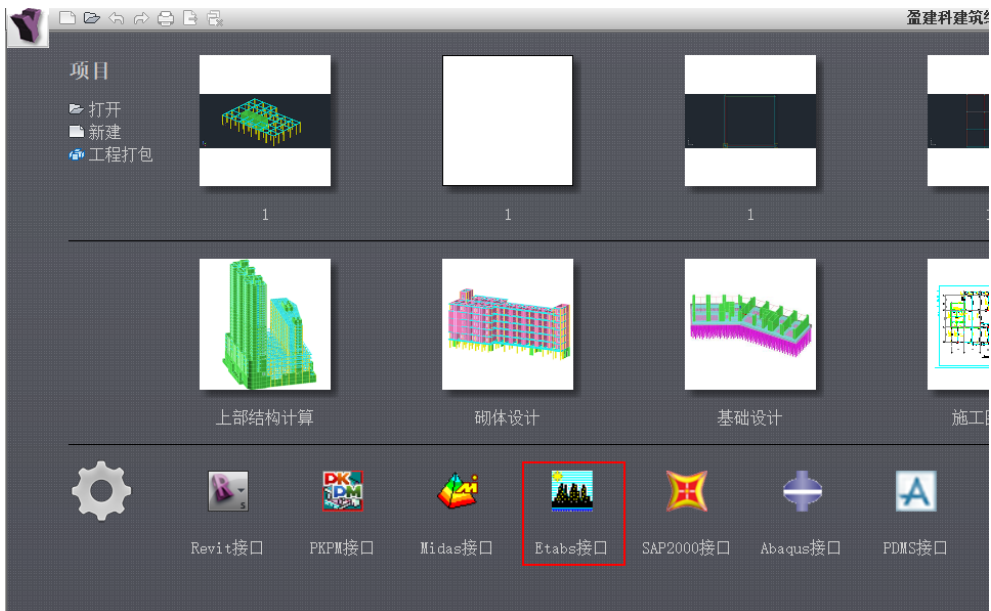 盈建科建筑
项目
打开
新建
工程打包
1
1
1
上部结构计算
砌体设计
基础设计
施工
Revit接口
PKPM接口
Midas接口
Etabs接口
SAP2000接口
Abaqus接口
PDMS接口